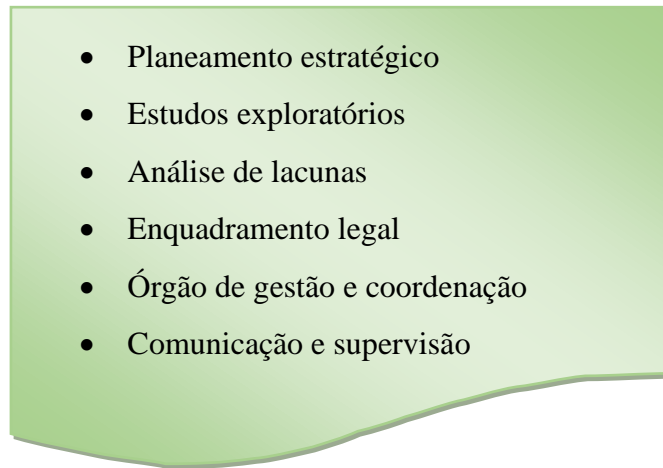 • Planeamento estratégico
• Estudos exploratórios
• Análise de lacunas
• Enquadramento legal
• Órgão de gestão e coordenação
• Comunicação e supervisão